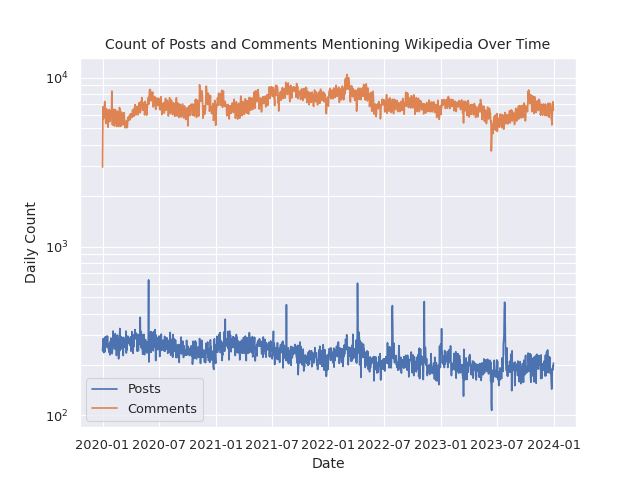 Count of Posts and Comments Mentioning Wikipedia Over Time
10⁴
10³
10²
Daily Count
Posts
Comments
2020-01 2020-07 2021-01 2021-07 2022-01 2022-07 2023-01 2023-07 2024-01
Date